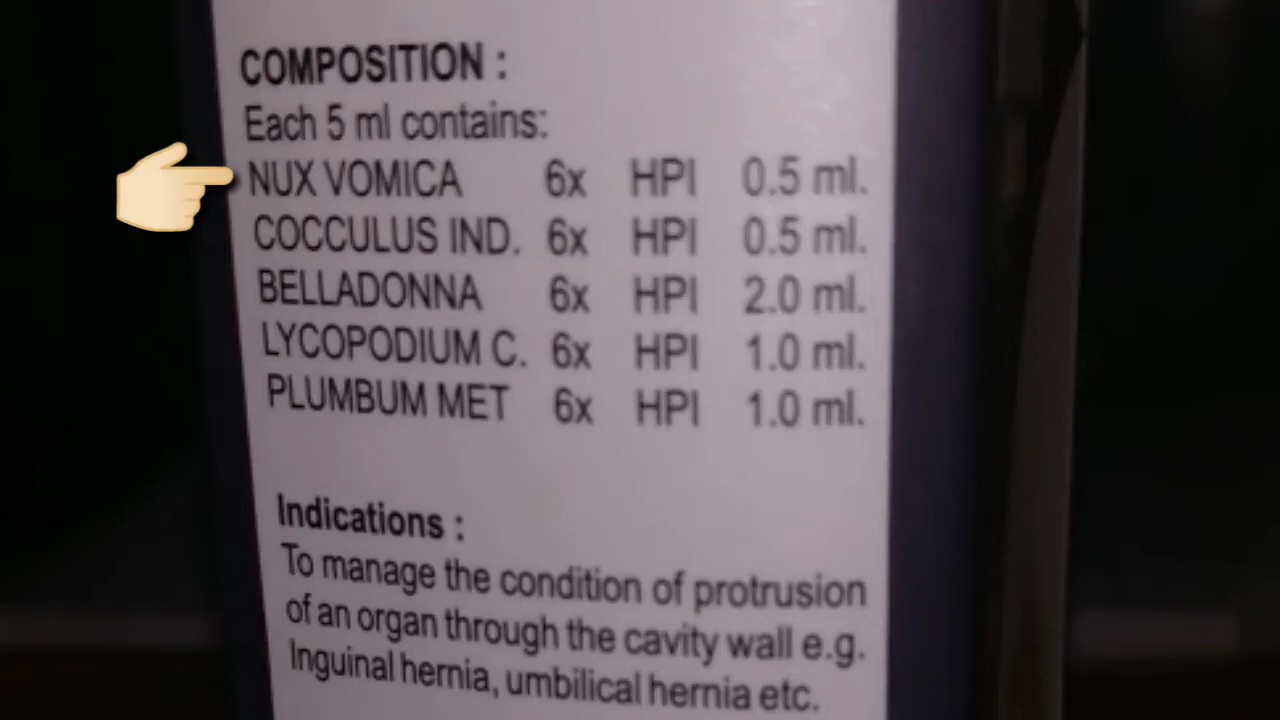 COMPOSITION :
Each 5 ml contains:
NUX VOMICA 6x HPI 0.5 ml.
COCCULUS IND. 6x HPI 0.5 ml.
BELLADONNA 6x HPI 2.0 ml.
LYCOPODIUM C. 6x HPI 1.0 ml.
PLUMBUM MET 6x HPI 1.0 ml.
Indications :
To manage the condition of protrusion
of an organ through the cavity wall e.g.
Inguinal hernia, umbilical hernia etc.